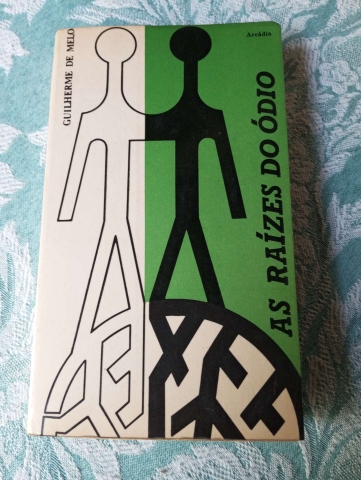 GUILHERME DE MELO
Arcádia
AS RAÍZES DO ÓDIO